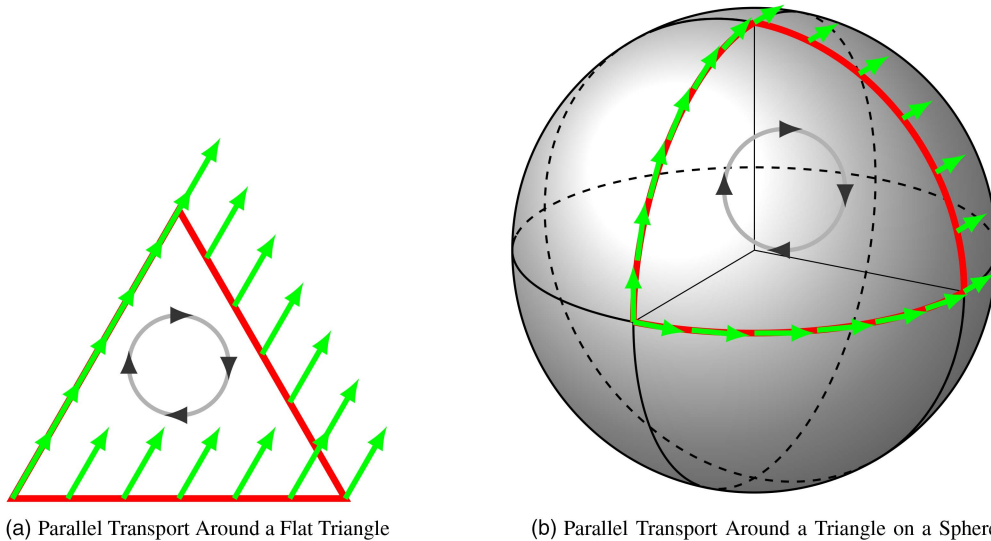 (a) Parallel Transport Around a Flat Triangle
(b) Parallel Transport Around a Triangle on a Sphere